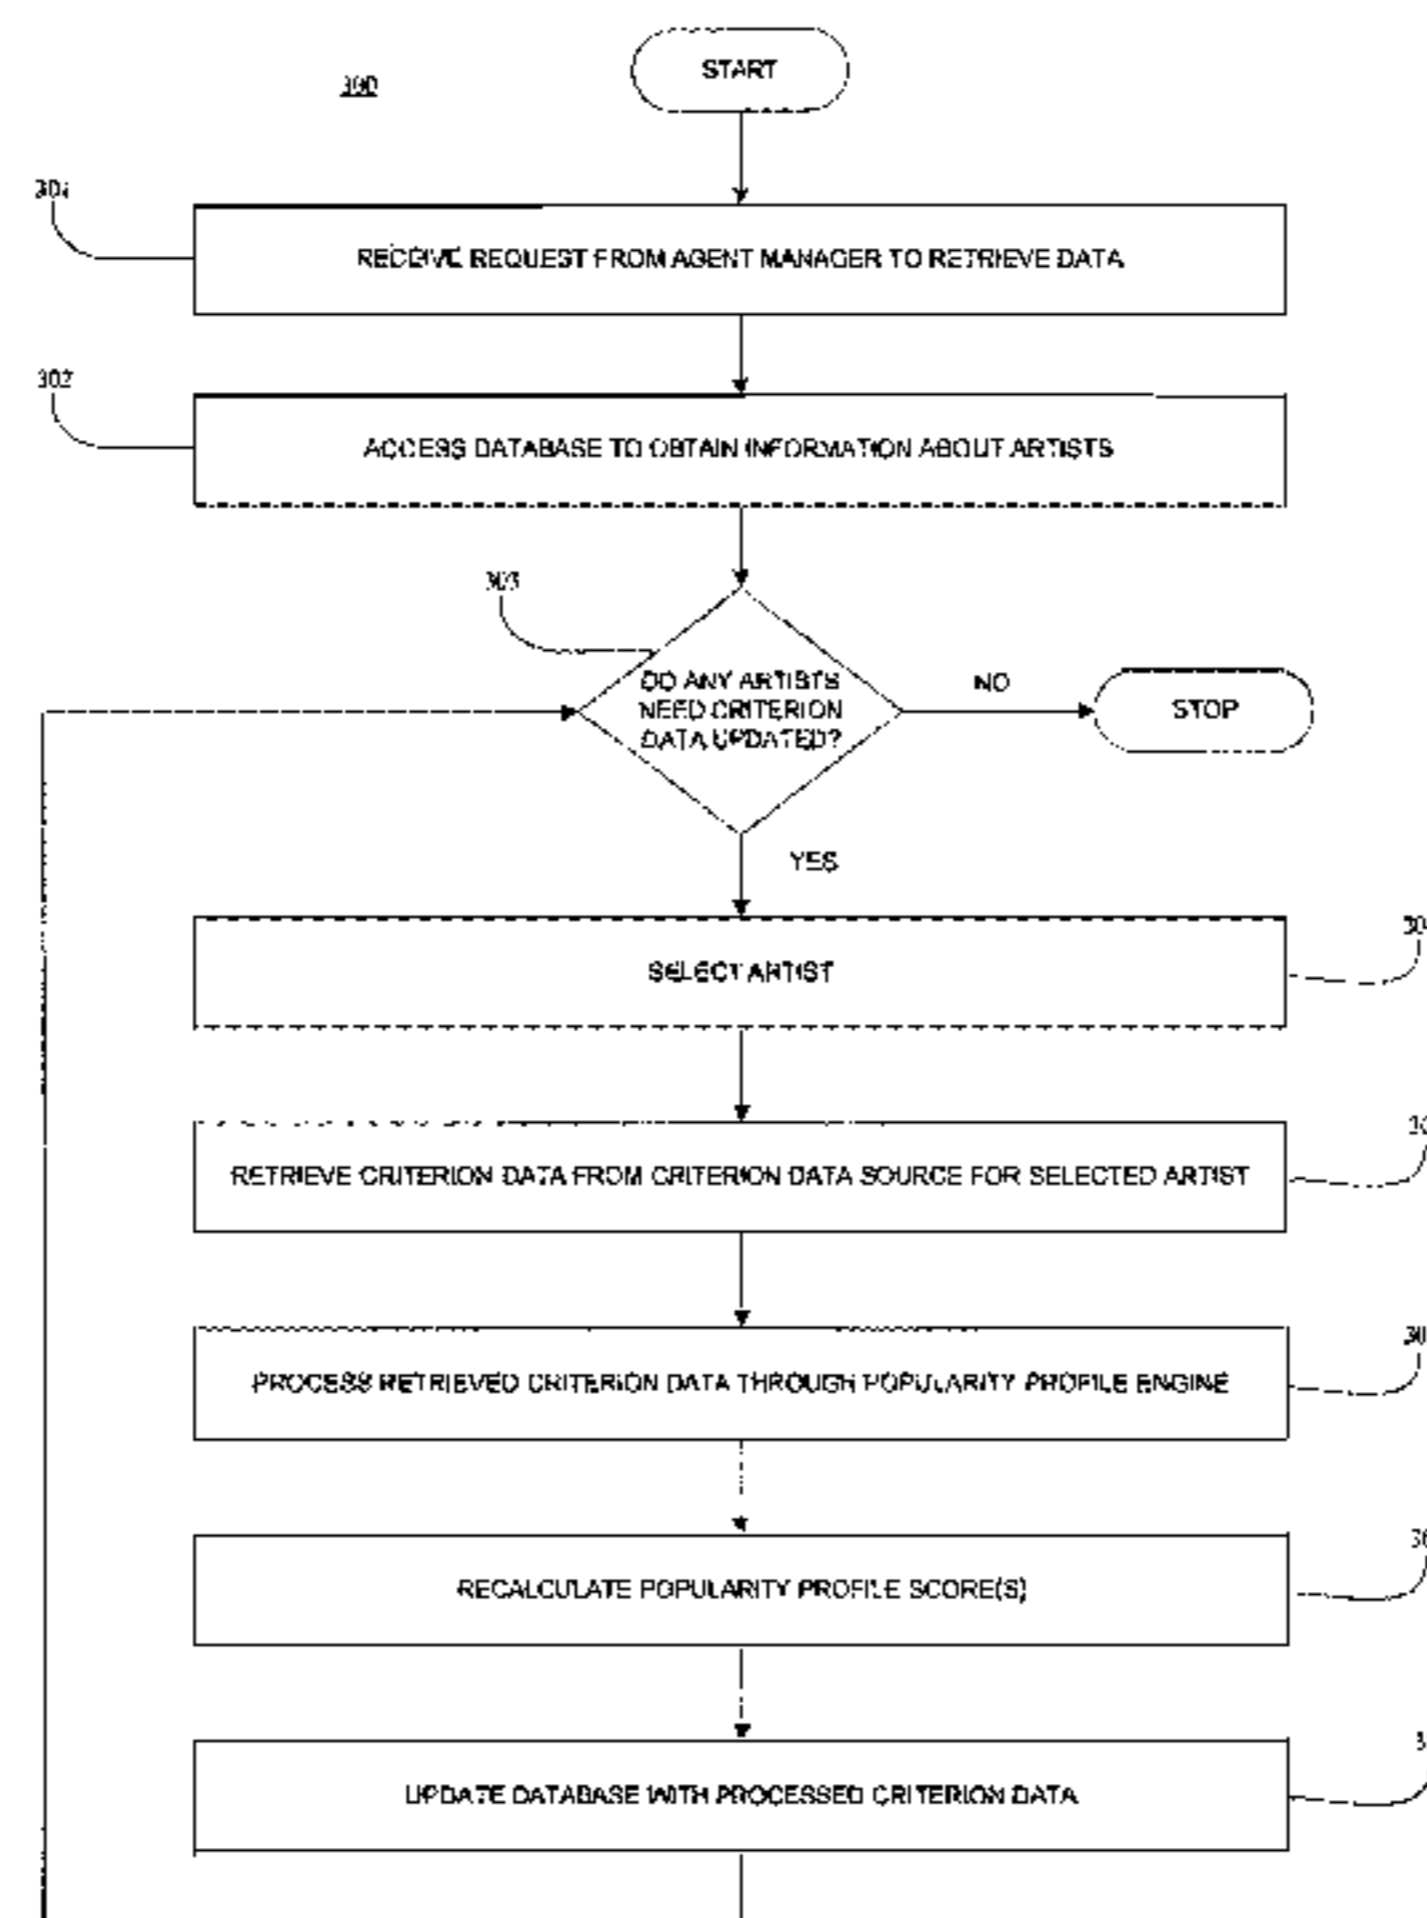 START
300
301
RECEIVE REQUEST FROM AGENT MANAGER TO RETRIEVE DATA
302
ACCESS DATABASE TO OBTAIN INFORMATION ABOUT ARTISTS
303
DO ANY ARTISTS
NEED CRITERION
DATA UPDATED?
NO
STOP
YES
SELECT ARTIST
RETRIEVE CRITERION DATA FROM CRITERION DATA SOURCE FOR SELECTED ARTIST
PROCESS RETRIEVED CRITERION DATA THROUGH POPULARITY PROFILE ENGINE
RECALCULATE POPULARITY PROFILE SCORE(S)
UPDATE DATABASE WITH PROCESSED CRITERION DATA